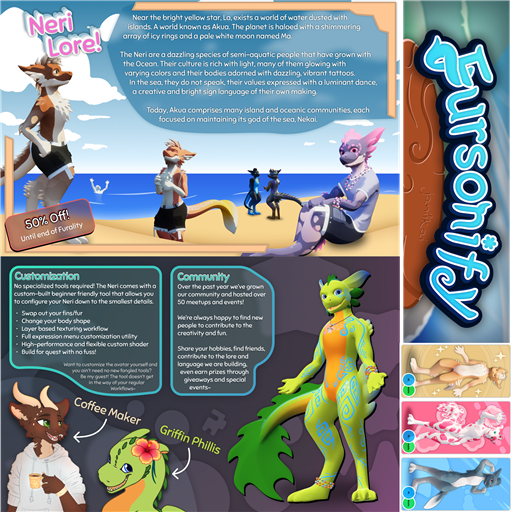 Neri
Lore!
Near the bright yellow star, La, exists a world of water dusted with
islands. A world known as Akua. The planet is haloed with a shimmering
array of icy rings and a pale white moon named Ma.
The Neri are a dazzling species of semi-aquatic people that have grown with
the Ocean. Their culture is rich with light, many of them glowing with
varying colors and their bodies adorned with dazzling, vibrant tattoos.
In the sea, they do not speak, their values expressed with a luminant dance,
a creative and bright sign language of their own making.
Today, Akua comprises many island and oceanic communities, each
focused on maintaining its god of the sea, Nekai.
50% Off!
Until end of Furality
Customization
No specialized tools required! The Neri comes with a
custom-built beginner friendly tool that allows you
to configure your Neri down to the smallest details.
• Swap out your fins/fur
• Change your body shape
• Layer based texturing workflow
• Full expression menu customization utility
• High-performance and flexible custom shader
• Build for quest with no fuss!
Want to customize the avatar yourself and
you don't need no new fangled tools?
Be my guest! The tool doesn't get
in the way of your regular
Workflows~
Community
Over the past year we've grown
our community and hosted over
50 meetups and events!
We're always happy to find new
people to contribute to the
creativity and fun.
Share your hobbies, find friends,
contribute to the lore and
language we are building,
even earn prizes through
giveaways and special
events~
Coffee Maker
Griffin Phillis
Fursonify